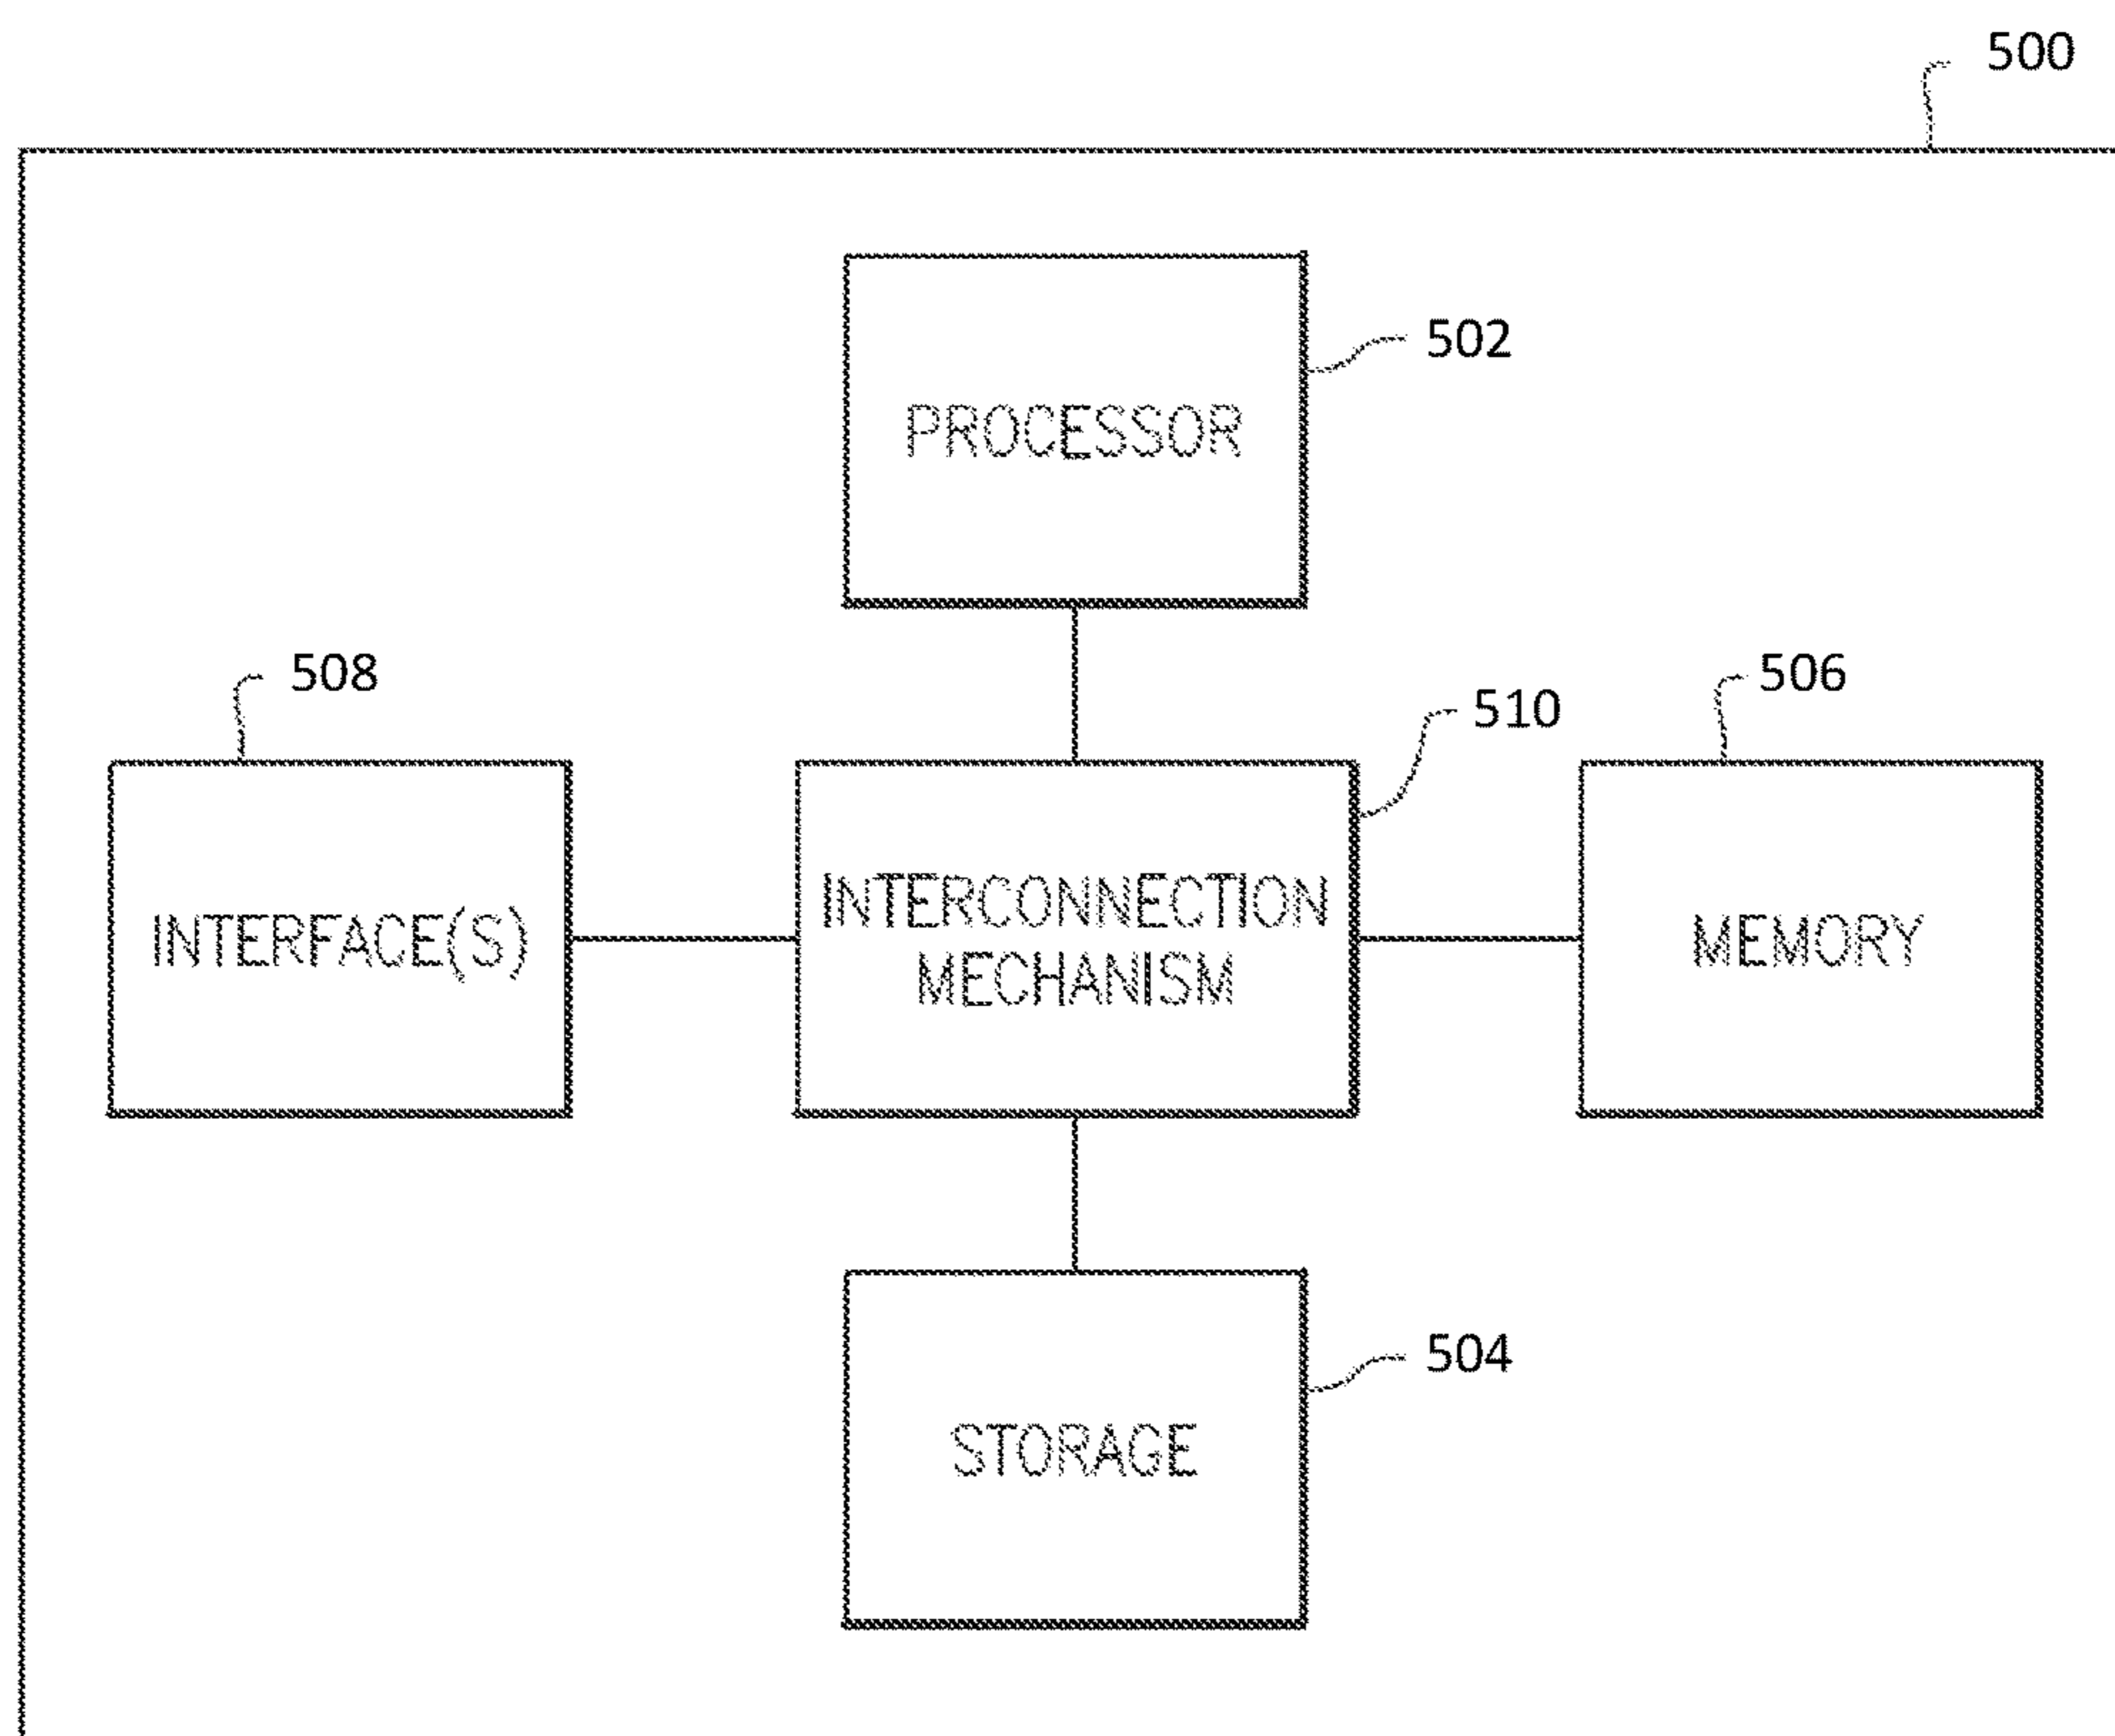 500
502
PROCESSOR
508
510
506
INTERFACE(S)
INTERCONNECTION
MECHANISM
MEMORY
504
STORAGE